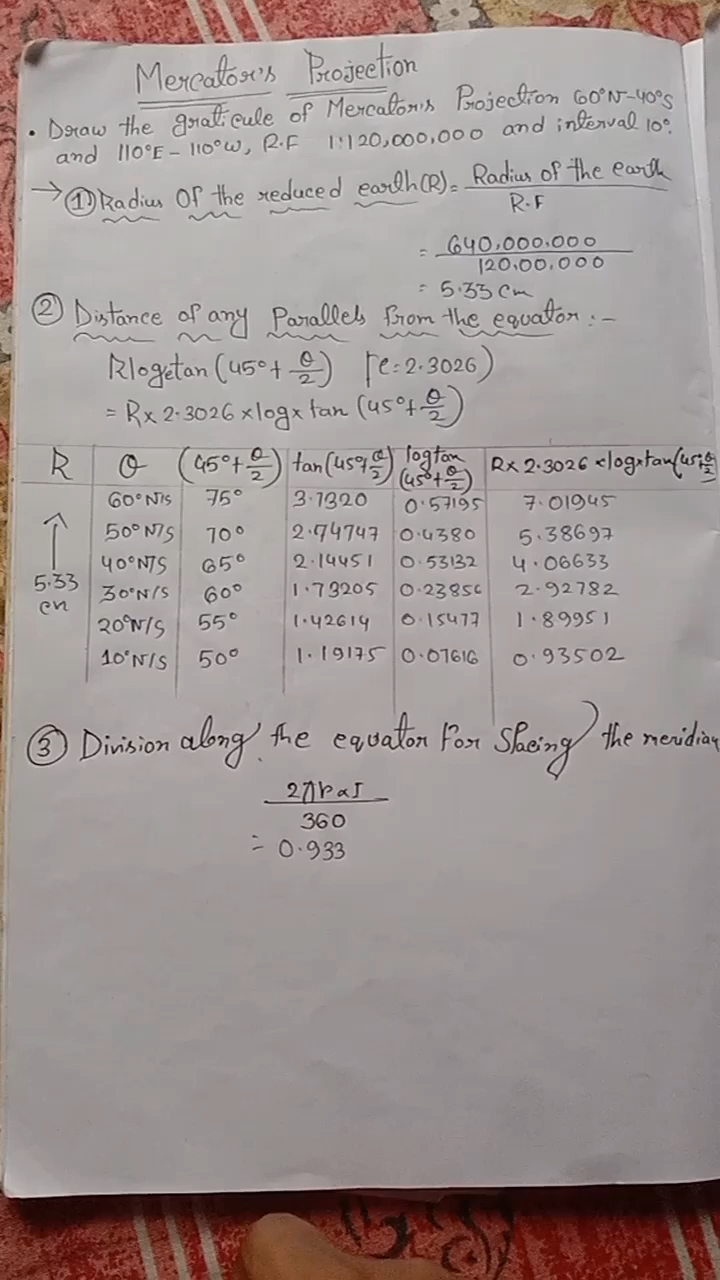 Mercator's Projection
• Draw the graticule of Mercator's Projection 60°N-40°S
and 110°E - 110°W, R.F 1:120,000,000 and interval 10°.
→ ① Radius Of the reduced earth (R) = Radius of the earth
R.F
= 640,000,000
120,00,000
= 5.33 cm
② Distance of any Parallels from the equator :-
Rlogetan (45°+ θ/2) [e = 2.3026)
= R x 2.3026 x log x tan (45°+ θ/2)
R θ (45°+ θ/2) tan(45°+ θ/2) logtan (45°+ θ/2) R x 2.3026 x log x tan(45°+ θ/2)
60°N/S 75° 3.7320 0.57195 7.01945
↑ 50°N/S 70° 2.74747 0.4380 5.38697
40°N/S 65° 2.14451 0.53132 4.06633
5.33 30°N/S 60° 1.73205 0.23856 2.92782
cm 20°N/S 55° 1.42614 0.15477 1.89951
10°N/S 50° 1.19175 0.07616 0.93502
③ Division along the equator For Spacing the meridian
2πR x I
360
= 0.933